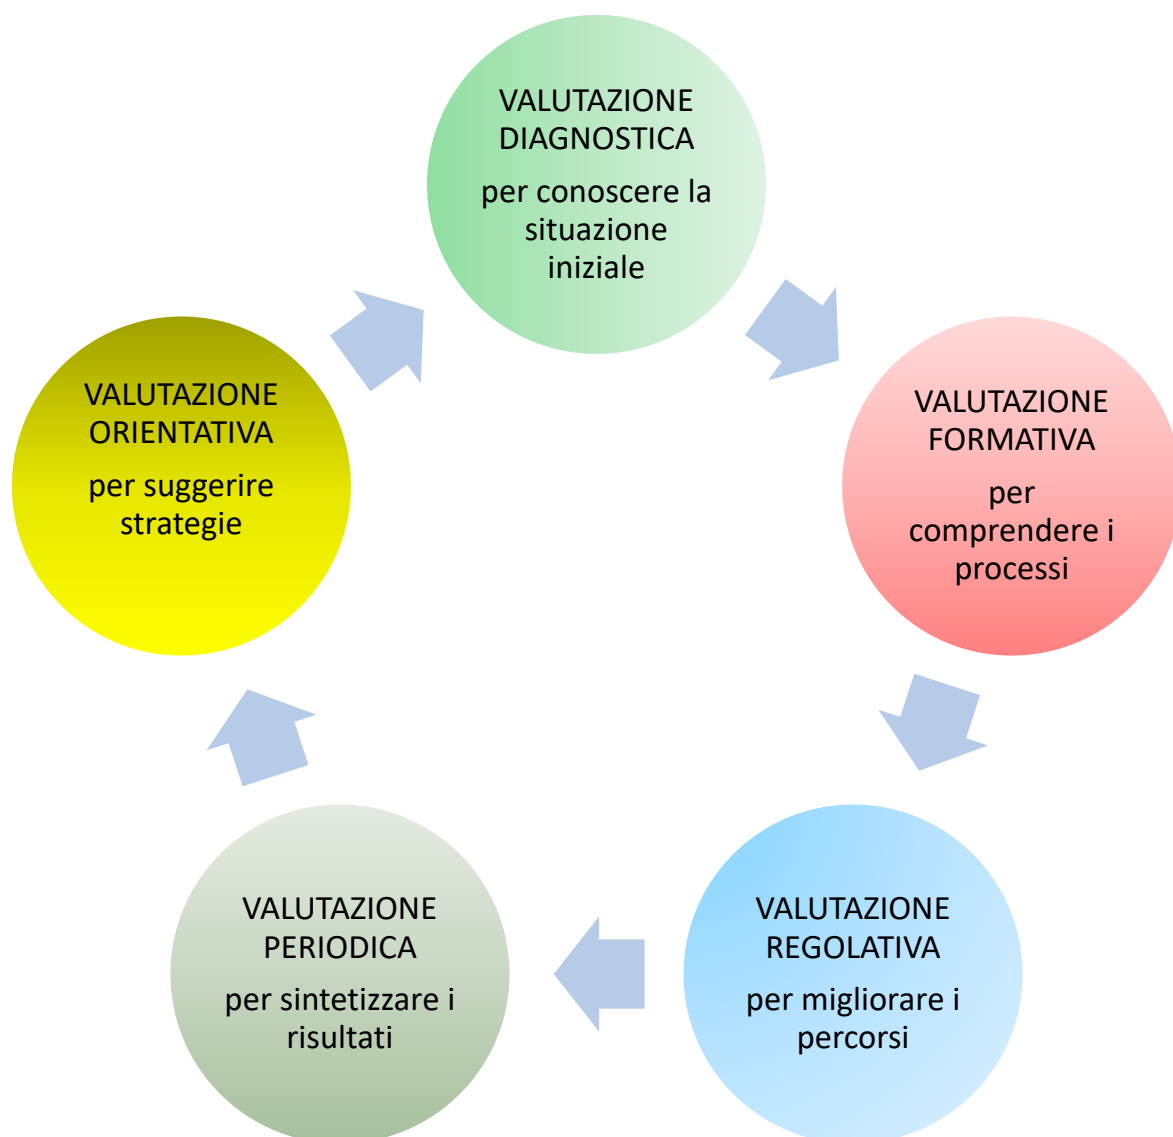 VALUTAZIONE
DIAGNOSTICA
per conoscere la
situazione
iniziale
VALUTAZIONE
FORMATIVA
per
comprendere i
processi
VALUTAZIONE
REGOLATIVA
per migliorare i
percorsi
VALUTAZIONE
PERIODICA
per sintetizzare i
risultati
VALUTAZIONE
ORIENTATIVA
per suggerire
strategie